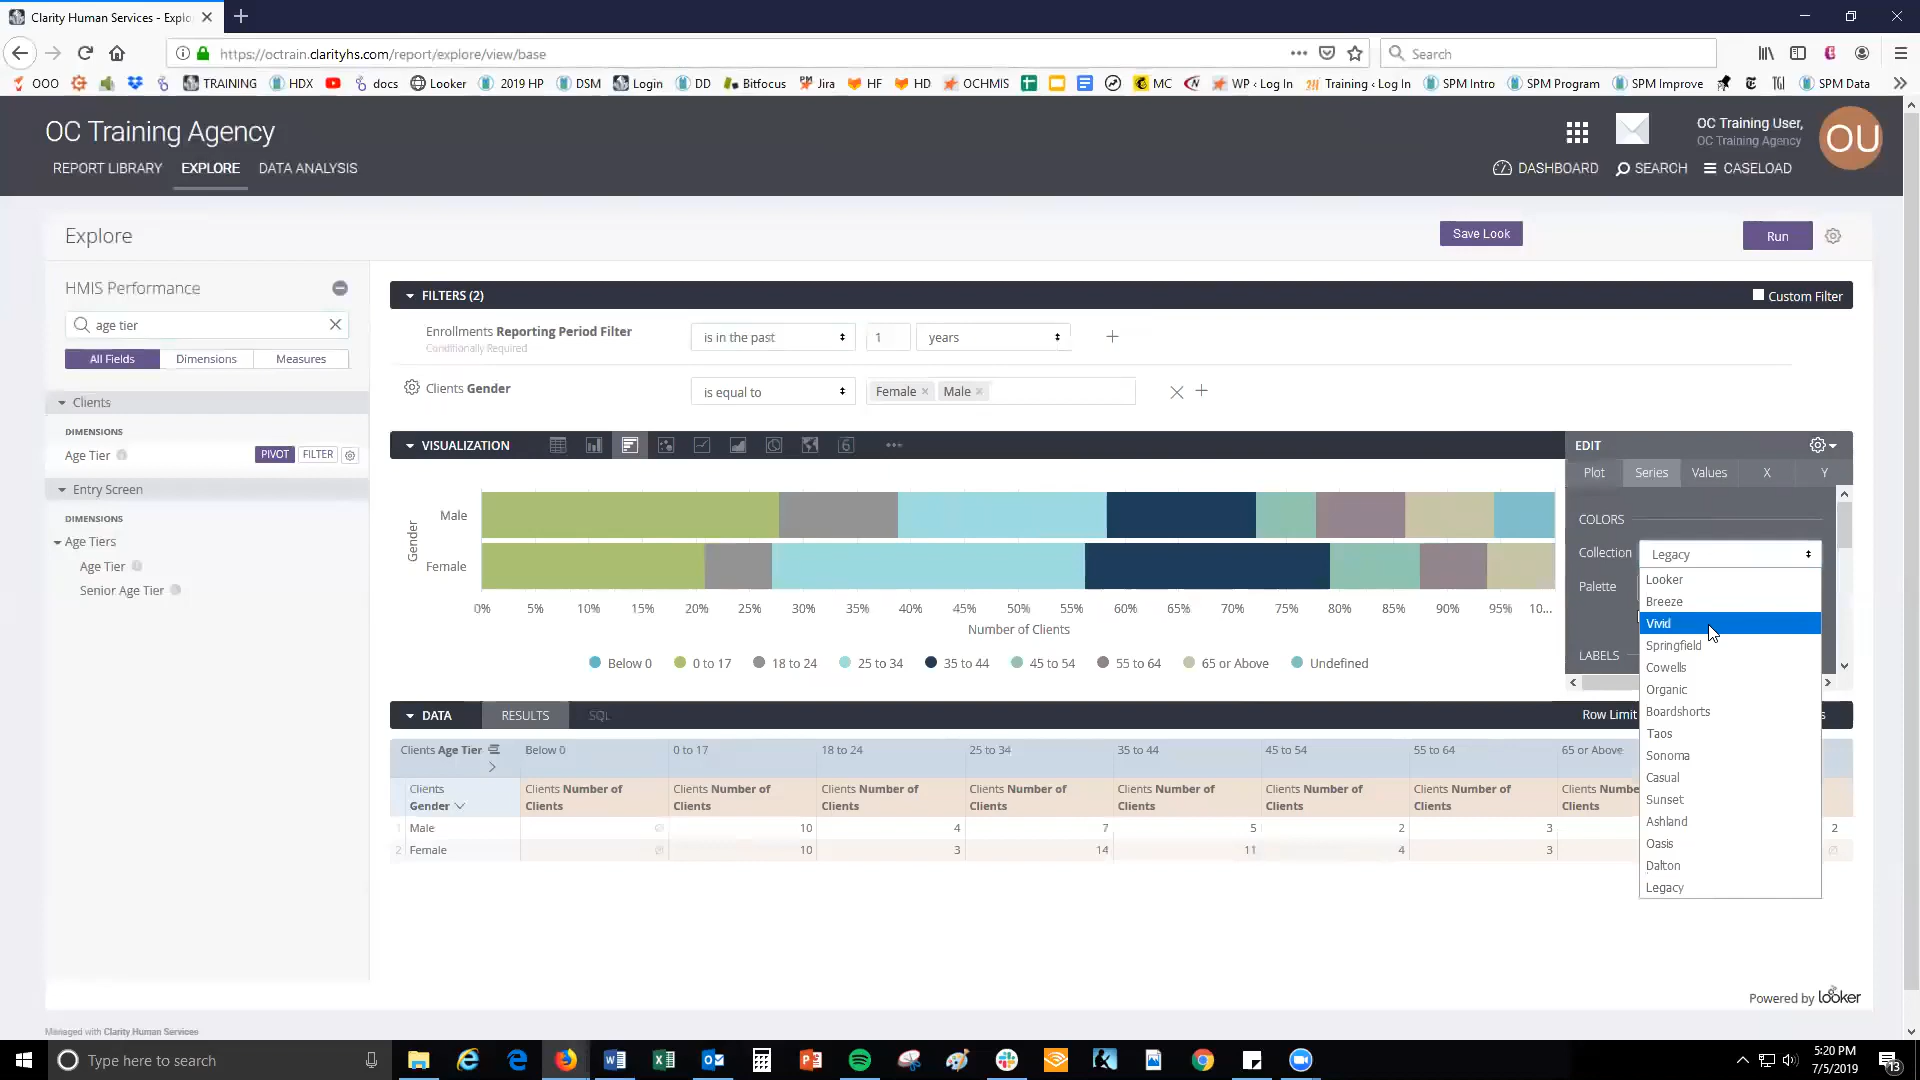 Clarity Human Services - Explo
https://octrain.clarityhs.com/report/explore/view/base
Search
OOO TRAINING HDX docs Looker 2019 HP DSM Login DD Bitfocus Jira HF HD OCHMIS MC WP ‹ Log In Training ‹ Log In SPM Intro SPM Program SPM Improve SPM Data
OC Training Agency
OC Training User,
OC Training Agency
OU
REPORT LIBRARY EXPLORE DATA ANALYSIS
DASHBOARD SEARCH CASELOAD
Explore
Save Look
Run
HMIS Performance
age tier
All Fields Dimensions Measures
Clients
DIMENSIONS
Age Tier PIVOT FILTER
Entry Screen
DIMENSIONS
Age Tiers
Age Tier
Senior Age Tier
FILTERS (2)
Custom Filter
Enrollments Reporting Period Filter
Conditionally Required
is in the past 1 years
Clients Gender is equal to Female Male
VISUALIZATION
6
EDIT
Plot Series Values X Y
COLORS
Collection Legacy
Palette
LABELS
Looker
Breeze
Vivid
Springfield
Cowells
Organic
Boardshorts
Taos
Sonoma
Casual
Sunset
Ashland
Oasis
Dalton
Legacy
Gender
Male
Female
0% 5% 10% 15% 20% 25% 30% 35% 40% 45% 50% 55% 60% 65% 70% 75% 80% 85% 90% 95% 10...
Number of Clients
Below 0 0 to 17 18 to 24 25 to 34 35 to 44 45 to 54 55 to 64 65 or Above Undefined
DATA RESULTS SQL
Row Limit
Clients Age Tier Below 0 0 to 17 18 to 24 25 to 34 35 to 44 45 to 54 55 to 64 65 or Above
Clients Clients Number of Clients Number of Clients Number of Clients Number of Clients Number of Clients Number of Clients Number of Clients Numbe
Gender Clients Clients Clients Clients Clients Clients Clients Clients
1 Male 10 4 7 5 2 3 2
2 Female 10 3 14 11 4 3
Powered by looker
Managed with Clarity Human Services
Type here to search
5:20 PM
7/5/2019
13